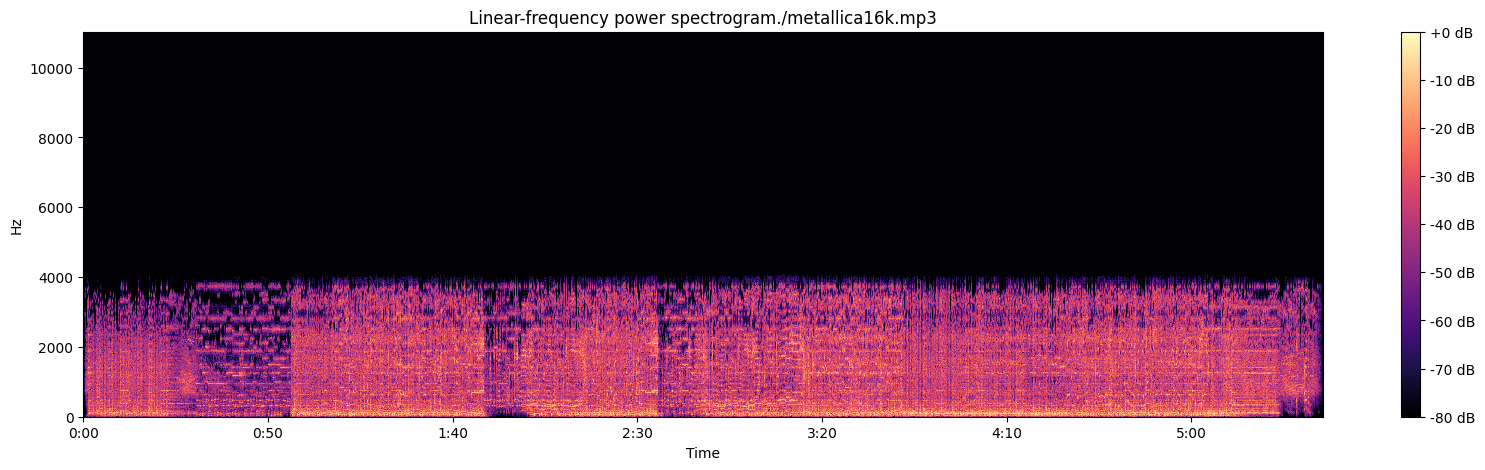 Linear-frequency power spectrogram./metallica16k.mp3
Hz
10000
8000
6000
4000
2000
0
0:00 0:50 1:40 2:30 3:20 4:10 5:00
Time
+0 dB
-10 dB
-20 dB
-30 dB
-40 dB
-50 dB
-60 dB
-70 dB
-80 dB